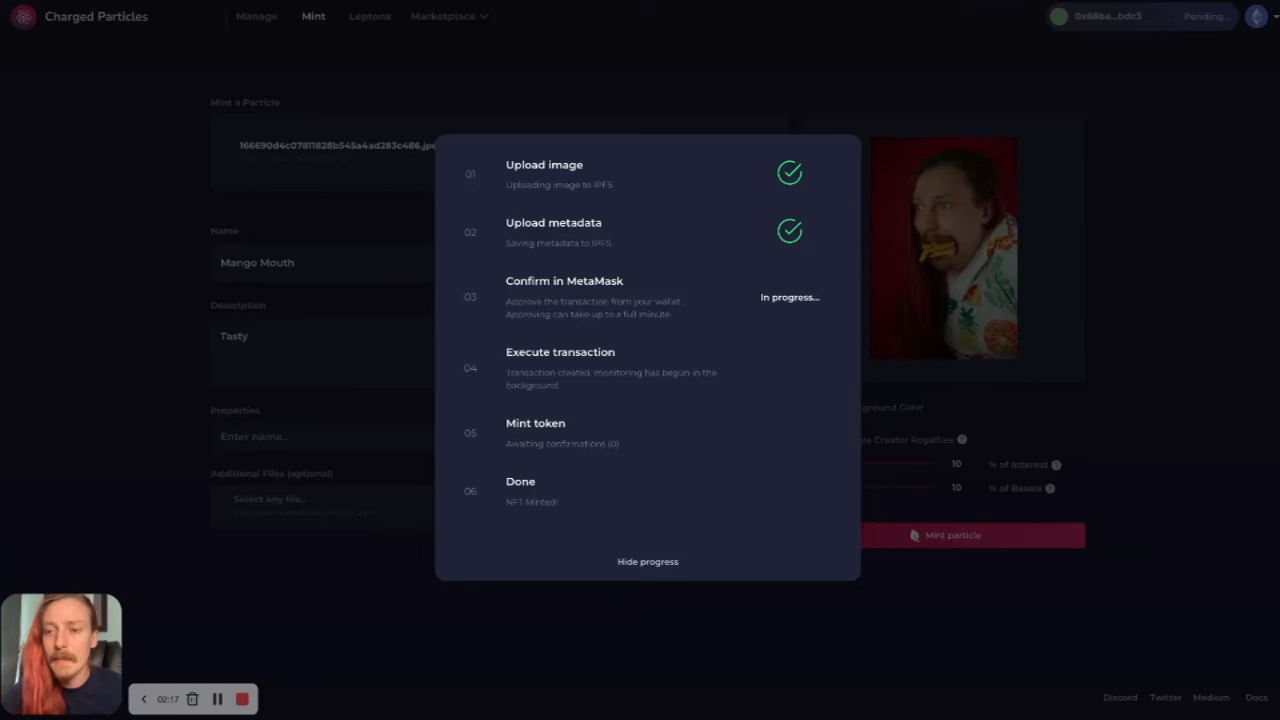 Charged Particles
Manage
Mint
Leptons
Marketplace
0x88ba...bdc3
Pending...
Mint a Particle
166690d4c07811828b545a4ad283c486.jpe
Name
Mango Mouth
Description
Tasty
Properties
Enter name...
Additional Files (optional)
Select any file...
01
Upload image
Uploading image to IPFS
02
Upload metadata
Saving metadata to IPFS
03
Confirm in MetaMask
Approve the transaction from your wallet.
Approving can take up to a full minute.
In progress...
04
Execute transaction
Transaction created, monitoring has begun in the
background
05
Mint token
Awaiting confirmations (0)
06
Done
NFT Minted!
Hide progress
ground Color
te Creator Royalties
10
% of Interest
10
% of Resale
Mint particle
02:17
Discord
Twitter
Medium
Docs